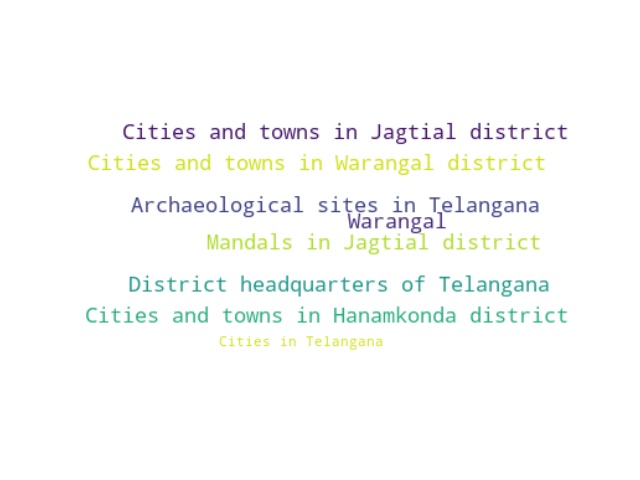 Cities and towns in Jagtial district
Cities and towns in Warangal district
Archaeological sites in Telangana
Warangal
Mandals in Jagtial district
District headquarters of Telangana
Cities and towns in Hanamkonda district
Cities in Telangana